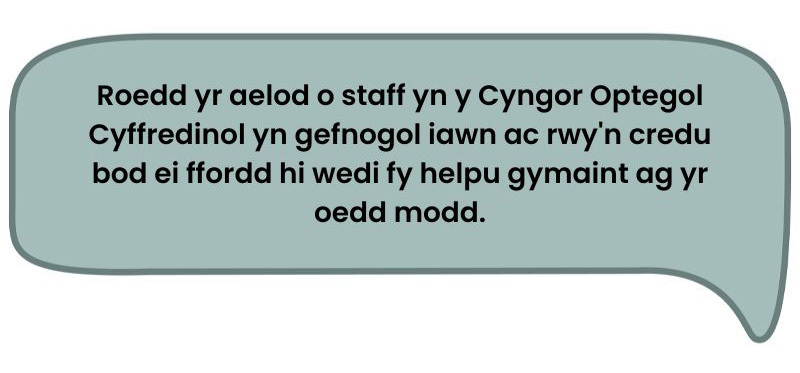 Roedd yr aelod o staff yn y Cyngor Optegol
Cyffredinol yn gefnogol iawn ac rwy'n credu
bod ei ffordd hi wedi fy helpu gymaint ag yr
oedd modd.